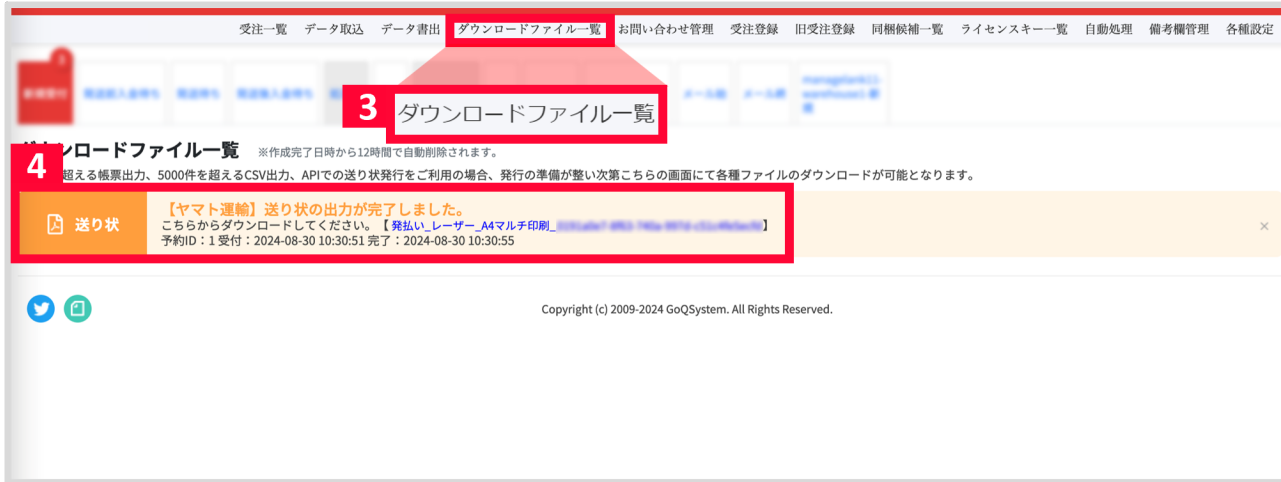 受注一覧 データ取込 データ書出 ダウンロードファイル一覧 お問い合わせ管理 受注登録 旧受注登録 同梱候補一覧 ライセンスキー一覧 自動処理 備考欄管理 各種設定
3 ダウンロードファイル一覧
ンロードファイル一覧 ※作成完了日時から12時間で自動削除されます。
4
超える帳票出力、5000件を超えるCSV出力、APIでの送り状発行をご利用の場合、発行の準備が整い次第こちらの画面にて各種ファイルのダウンロードが可能となります。
送り状
【ヤマト運輸】送り状の出力が完了しました。
こちらからダウンロードしてください。【発払い_レーザー_A4マルチ印刷_ 】
予約ID:1 受付:2024-08-30 10:30:51 完了:2024-08-30 10:30:55
×
Copyright (c) 2009-2024 GoQSystem. All Rights Reserved.